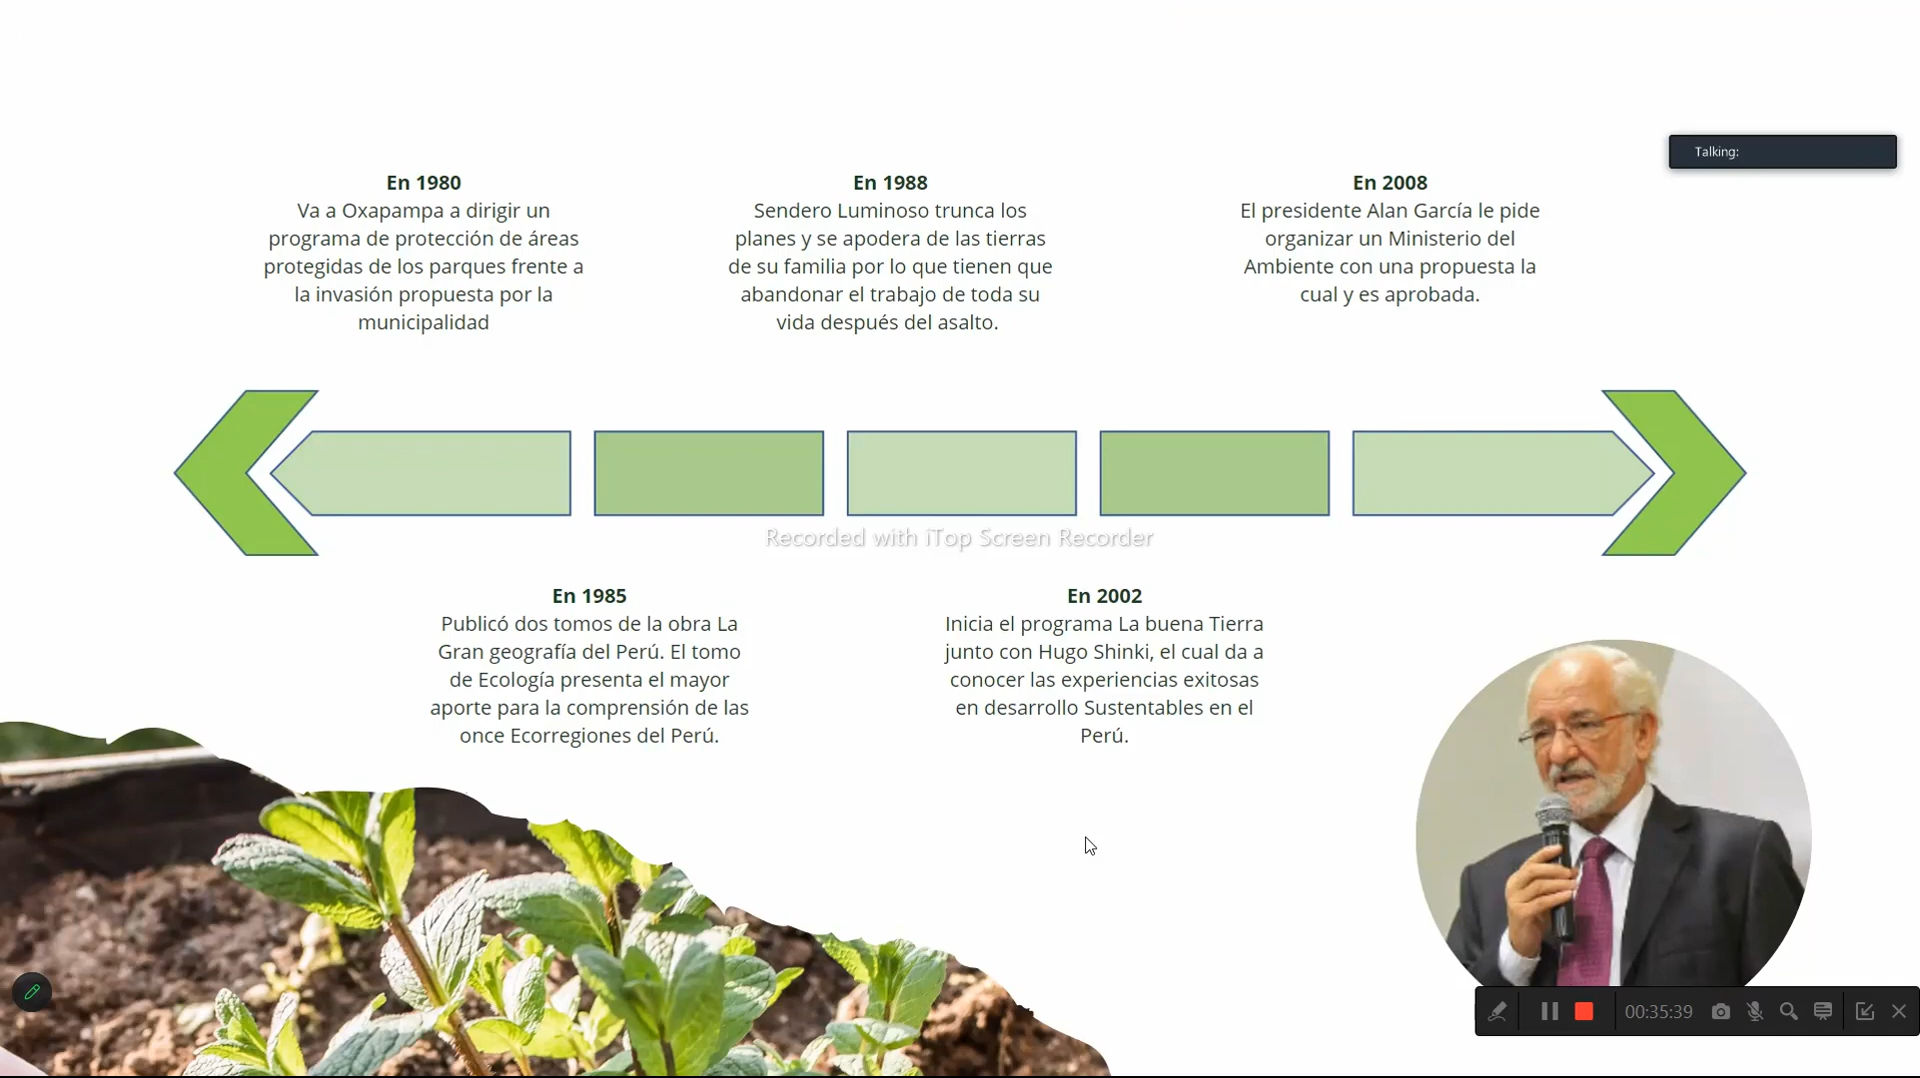 Talking:
En 1980
Va a Oxapampa a dirigir un
programa de protección de áreas
protegidas de los parques frente a
la invasión propuesta por la
municipalidad
En 1988
Sendero Luminoso trunca los
planes y se apodera de las tierras
de su familia por lo que tienen que
abandonar el trabajo de toda su
vida después del asalto.
En 2008
El presidente Alan García le pide
organizar un Ministerio del
Ambiente con una propuesta la
cual y es aprobada.
Recorded with iTop Screen Recorder
En 1985
Publicó dos tomos de la obra La
Gran geografía del Perú. El tomo
de Ecología presenta el mayor
aporte para la comprensión de las
once Ecorregiones del Perú.
En 2002
Inicia el programa La buena Tierra
junto con Hugo Shinki, el cual da a
conocer las experiencias exitosas
en desarrollo Sustentables en el
Perú.
00:35:39